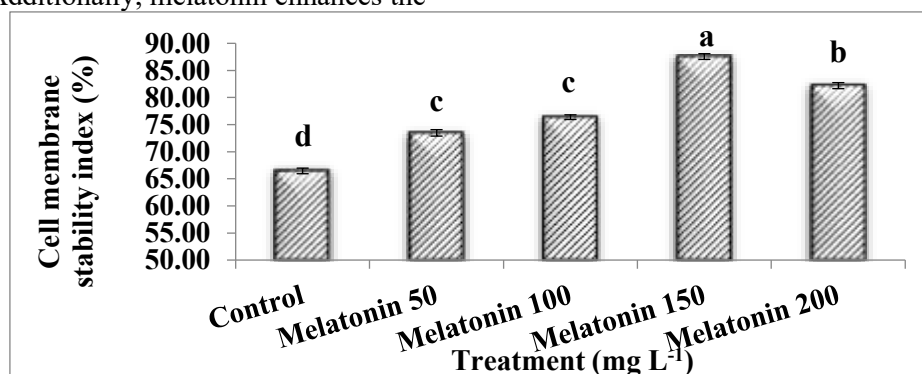 Additionally, melatonin enhances the
90.00
85.00
80.00
75.00
70.00
65.00
60.00
55.00
50.00
Cell membrane
stability index (%)
d
c
c
a
b
Control
Melatonin 50
Melatonin 100
Melatonin 150
Melatonin 200
Treatment (mg L⁻¹)